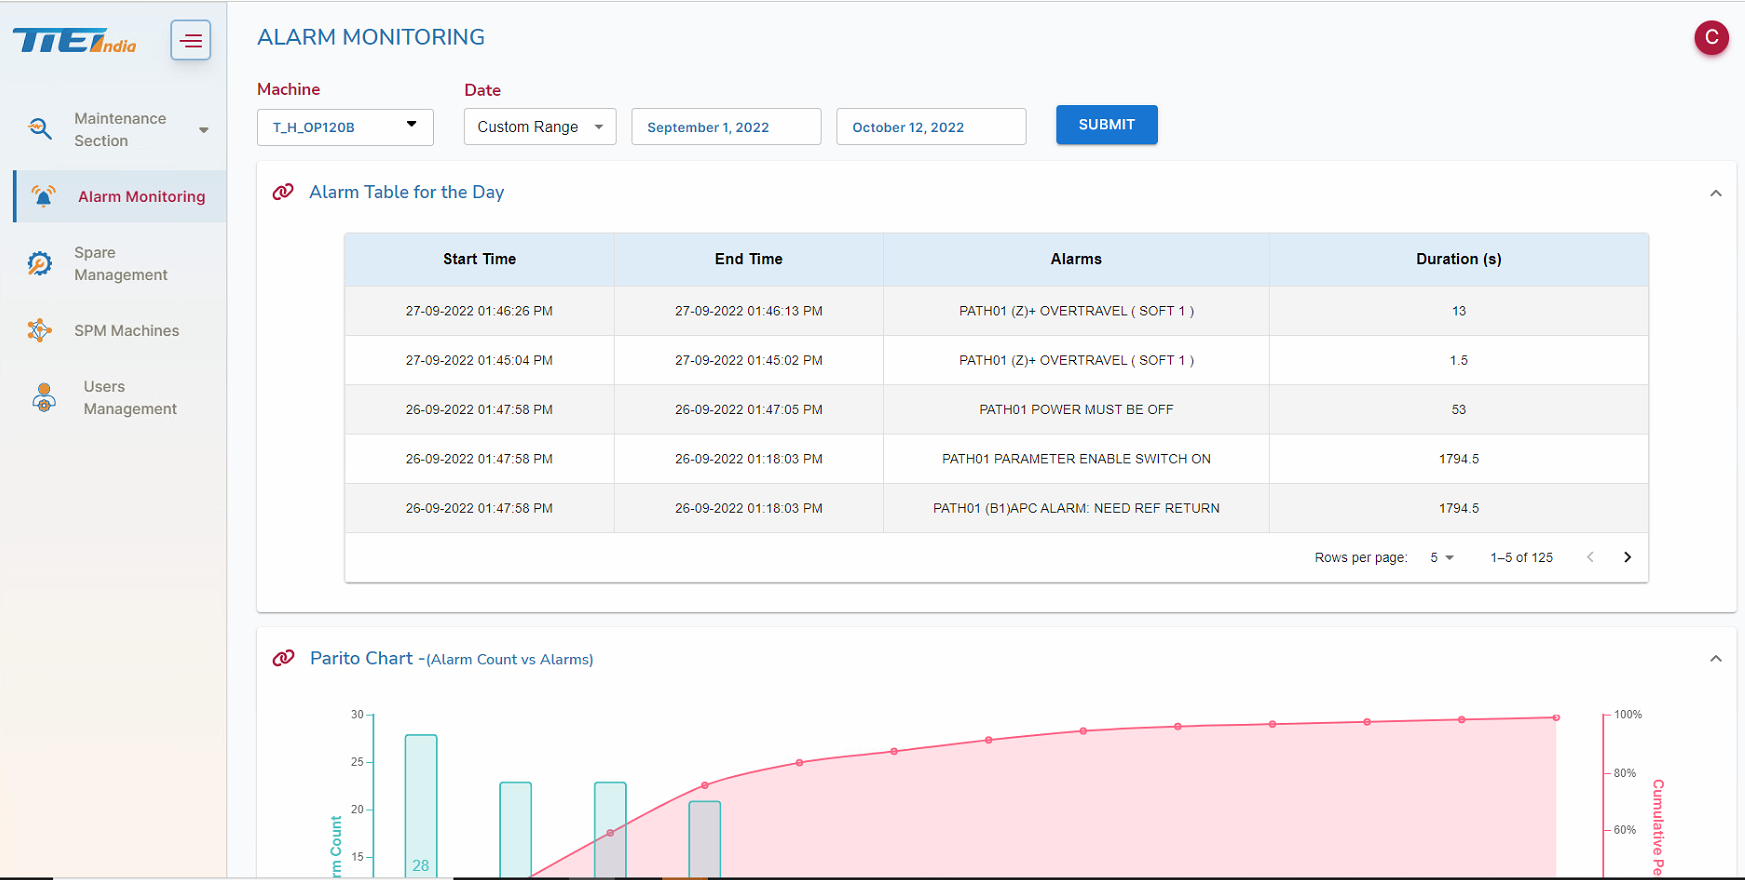 TIEI India
ALARM MONITORING
C
Maintenance
Section
Alarm Monitoring
Spare
Management
SPM Machines
Users
Management
Machine
Date
T_H_OP120B
Custom Range
September 1, 2022
October 12, 2022
SUBMIT
Alarm Table for the Day
Start Time End Time Alarms Duration (s)
27-09-2022 01:46:26 PM 27-09-2022 01:46:13 PM PATH01 (Z)+ OVERTRAVEL ( SOFT 1 ) 13
27-09-2022 01:45:04 PM 27-09-2022 01:45:02 PM PATH01 (Z)+ OVERTRAVEL ( SOFT 1 ) 1.5
26-09-2022 01:47:58 PM 26-09-2022 01:47:05 PM PATH01 POWER MUST BE OFF 53
26-09-2022 01:47:58 PM 26-09-2022 01:18:03 PM PATH01 PARAMETER ENABLE SWITCH ON 1794.5
26-09-2022 01:47:58 PM 26-09-2022 01:18:03 PM PATH01 (B1)APC ALARM: NEED REF RETURN 1794.5
Rows per page: 5 1–5 of 125
Parito Chart -(Alarm Count vs Alarms)
30
25
20
15
rm Count
28
100%
80%
60%
Cumulative Pe